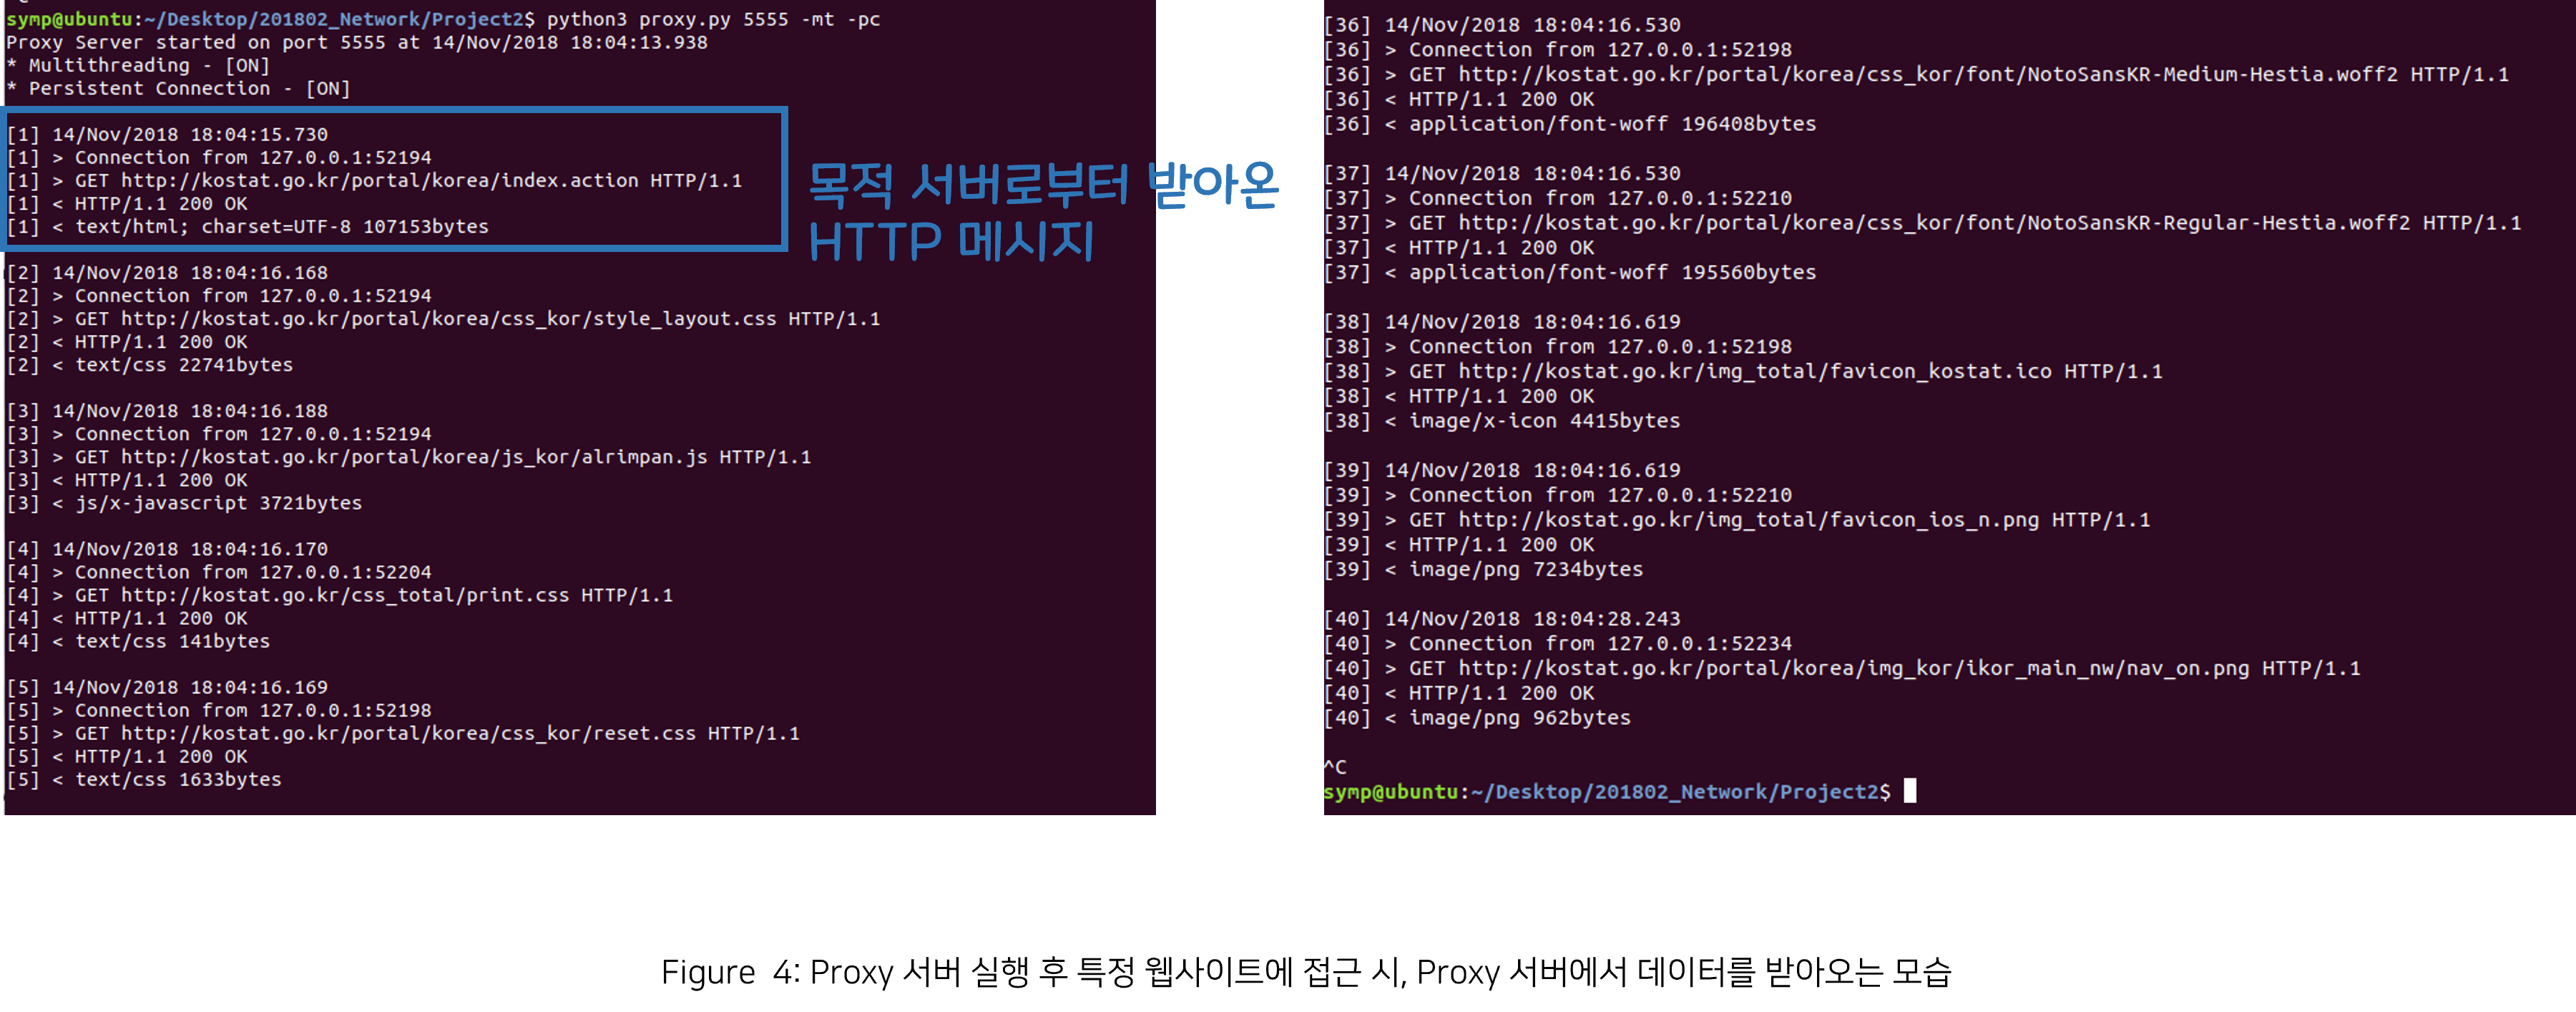 symp@ubuntu:~/Desktop/201802_Network/Project2$ python3 proxy.py 5555 -mt -pc
Proxy Server started on port 5555 at 14/Nov/2018 18:04:13.938
* Multithreading - [ON]
* Persistent Connection - [ON]
[1] 14/Nov/2018 18:04:15.730
[1] > Connection from 127.0.0.1:52194
[1] > GET http://kostat.go.kr/portal/korea/index.action HTTP/1.1
[1] < HTTP/1.1 200 OK
[1] < text/html; charset=UTF-8 107153bytes
목적 서버로부터 받아온
HTTP 메시지
[2] 14/Nov/2018 18:04:16.168
[2] > Connection from 127.0.0.1:52194
[2] > GET http://kostat.go.kr/portal/korea/css_kor/style_layout.css HTTP/1.1
[2] < HTTP/1.1 200 OK
[2] < text/css 22741bytes
[3] 14/Nov/2018 18:04:16.188
[3] > Connection from 127.0.0.1:52194
[3] > GET http://kostat.go.kr/portal/korea/js_kor/alrimpan.js HTTP/1.1
[3] < HTTP/1.1 200 OK
[3] < js/x-javascript 3721bytes
[4] 14/Nov/2018 18:04:16.170
[4] > Connection from 127.0.0.1:52204
[4] > GET http://kostat.go.kr/css_total/print.css HTTP/1.1
[4] < HTTP/1.1 200 OK
[4] < text/css 141bytes
[5] 14/Nov/2018 18:04:16.169
[5] > Connection from 127.0.0.1:52198
[5] > GET http://kostat.go.kr/portal/korea/css_kor/reset.css HTTP/1.1
[5] < HTTP/1.1 200 OK
[5] < text/css 1633bytes
[36] 14/Nov/2018 18:04:16.530
[36] > Connection from 127.0.0.1:52198
[36] > GET http://kostat.go.kr/portal/korea/css_kor/font/NotoSansKR-Medium-Hestia.woff2 HTTP/1.1
[36] < HTTP/1.1 200 OK
[36] < application/font-woff 196408bytes
[37] 14/Nov/2018 18:04:16.530
[37] > Connection from 127.0.0.1:52210
[37] > GET http://kostat.go.kr/portal/korea/css_kor/font/NotoSansKR-Regular-Hestia.woff2 HTTP/1.1
[37] < HTTP/1.1 200 OK
[37] < application/font-woff 195560bytes
[38] 14/Nov/2018 18:04:16.619
[38] > Connection from 127.0.0.1:52198
[38] > GET http://kostat.go.kr/img_total/favicon_kostat.ico HTTP/1.1
[38] < HTTP/1.1 200 OK
[38] < image/x-icon 4415bytes
[39] 14/Nov/2018 18:04:16.619
[39] > Connection from 127.0.0.1:52210
[39] > GET http://kostat.go.kr/img_total/favicon_ios_n.png HTTP/1.1
[39] < HTTP/1.1 200 OK
[39] < image/png 7234bytes
[40] 14/Nov/2018 18:04:28.243
[40] > Connection from 127.0.0.1:52234
[40] > GET http://kostat.go.kr/portal/korea/img_kor/ikor_main_nw/nav_on.png HTTP/1.1
[40] < HTTP/1.1 200 OK
[40] < image/png 962bytes
^C
symp@ubuntu:~/Desktop/201802_Network/Project2$
Figure 4: Proxy 서버 실행 후 특정 웹사이트에 접근 시, Proxy 서버에서 데이터를 받아오는 모습